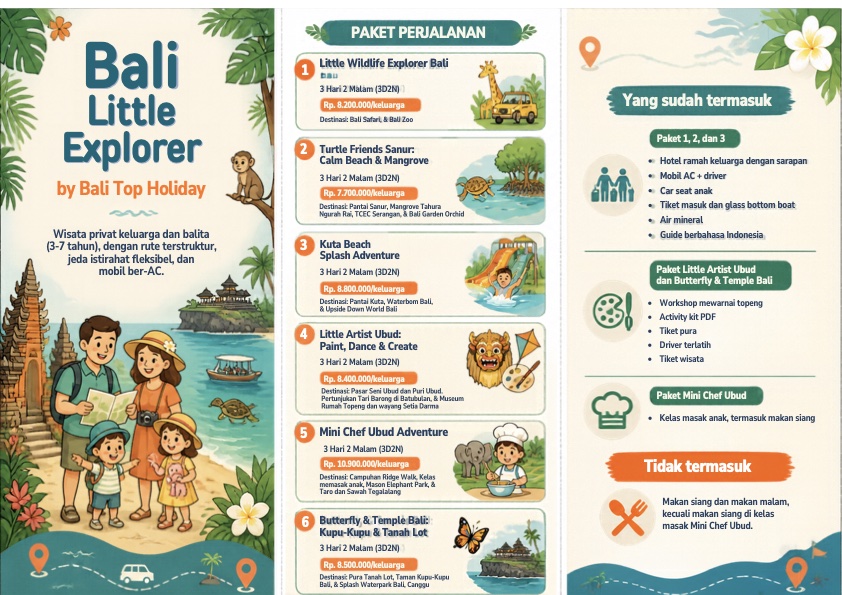 Bali
Little
Explorer
by Bali Top Holiday
Wisata privat keluarga dan balita
(3-7 tahun), dengan rute terstruktur,
jeda istirahat fleksibel, dan
mobil ber-AC.
PAKET PERJALANAN
1
Little Wildlife Explorer Bali
3 Hari 2 Malam (3D2N)
Rp. 8.200.000/keluarga
Destinasi: Bali Safari, & Bali Zoo
2
Turtle Friends Sanur:
Calm Beach & Mangrove
3 Hari 2 Malam (3D2N)
Rp. 7.700.000/keluarga
Destinasi: Pantai Sanur, Mangrove Tahura
Ngurah Rai, TCEC Serangan, & Bali Garden Orchid
3
Kuta Beach
Splash Adventure
3 Hari 2 Malam (3D2N)
Rp. 8.800.000/keluarga
Destinasi: Pantai Kuta, Waterbom Bali,
& Upside Down World Bali
4
Little Artist Ubud:
Paint, Dance & Create
3 Hari 2 Malam (3D2N)
Rp. 8.400.000/keluarga
Destinasi: Pasar Seni Ubud dan Puri Ubud.
Pertunjukan Tari Barong di Batubulan, & Museum
Rumah Topeng dan wayang Setia Darma
5
Mini Chef Ubud Adventure
3 Hari 2 Malam (3D2N)
Rp. 10.900.000/keluarga
Destinasi: Campuhan Ridge Walk, Kelas
memasak anak, Mason Elephant Park, &
Taro dan Sawah Tegalalang
6
Butterfly & Temple Bali:
Kupu-Kupu & Tanah Lot
3 Hari 2 Malam (3D2N)
Rp. 8.500.000/keluarga
Destinasi: Pura Tanah Lot, Taman Kupu-Kupu
Bali, & Splash Waterpark Bali, Canggu
Yang sudah termasuk
Paket 1, 2, dan 3
• Hotel ramah keluarga dengan sarapan
• Mobil AC + driver
• Car seat anak
• Tiket masuk dan glass bottom boat
• Air mineral
• Guide berbahasa Indonesia
Paket Little Artist Ubud
dan Butterfly & Temple Bali
• Workshop mewarnai topeng
• Activity kit PDF
• Tiket pura
• Driver terlatih
• Tiket wisata
Paket Mini Chef Ubud
• Kelas masak anak, termasuk makan siang
Tidak termasuk
Makan siang dan makan malam,
kecuali makan siang di kelas
masak Mini Chef Ubud.